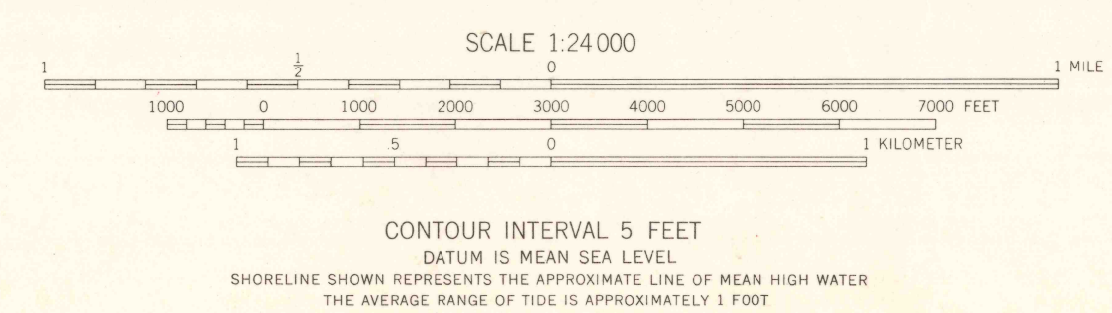 SCALE 1:24 000
1 1/2 0 1 MILE
1000 0 1000 2000 3000 4000 5000 6000 7000 FEET
1 .5 0 1 KILOMETER
CONTOUR INTERVAL 5 FEET
DATUM IS MEAN SEA LEVEL
SHORELINE SHOWN REPRESENTS THE APPROXIMATE LINE OF MEAN HIGH WATER
THE AVERAGE RANGE OF TIDE IS APPROXIMATELY 1 FOOT